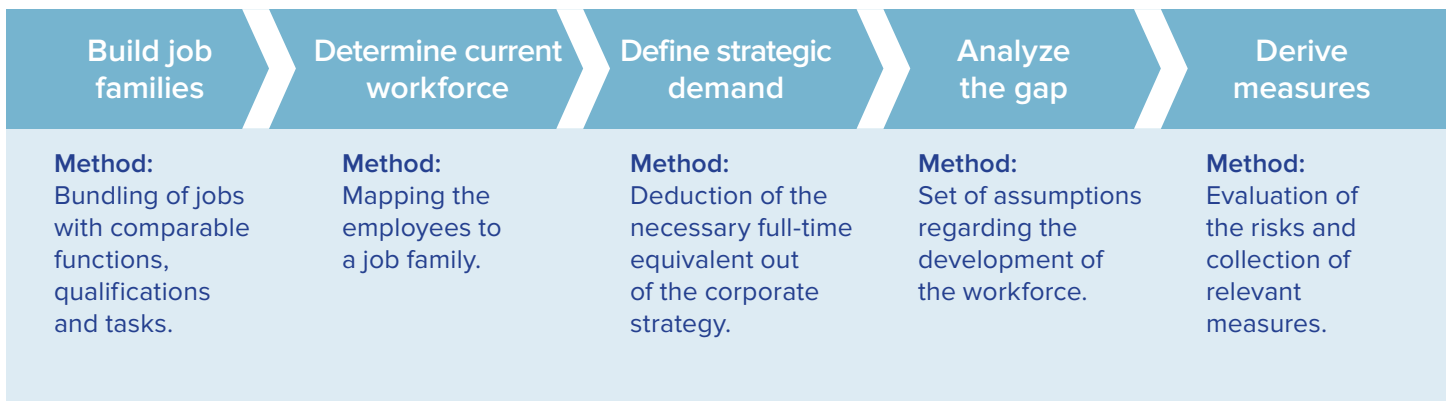 Build job
families
Determine current
workforce
Define strategic
demand
Analyze
the gap
Derive
measures
Method:
Bundling of jobs
with comparable
functions,
qualifications
and tasks.
Method:
Mapping the
employees to
a job family.
Method:
Deduction of the
necessary full-time
equivalent out
of the corporate
strategy.
Method:
Set of assumptions
regarding the
development of
the workforce.
Method:
Evaluation of
the risks and
collection of
relevant
measures.